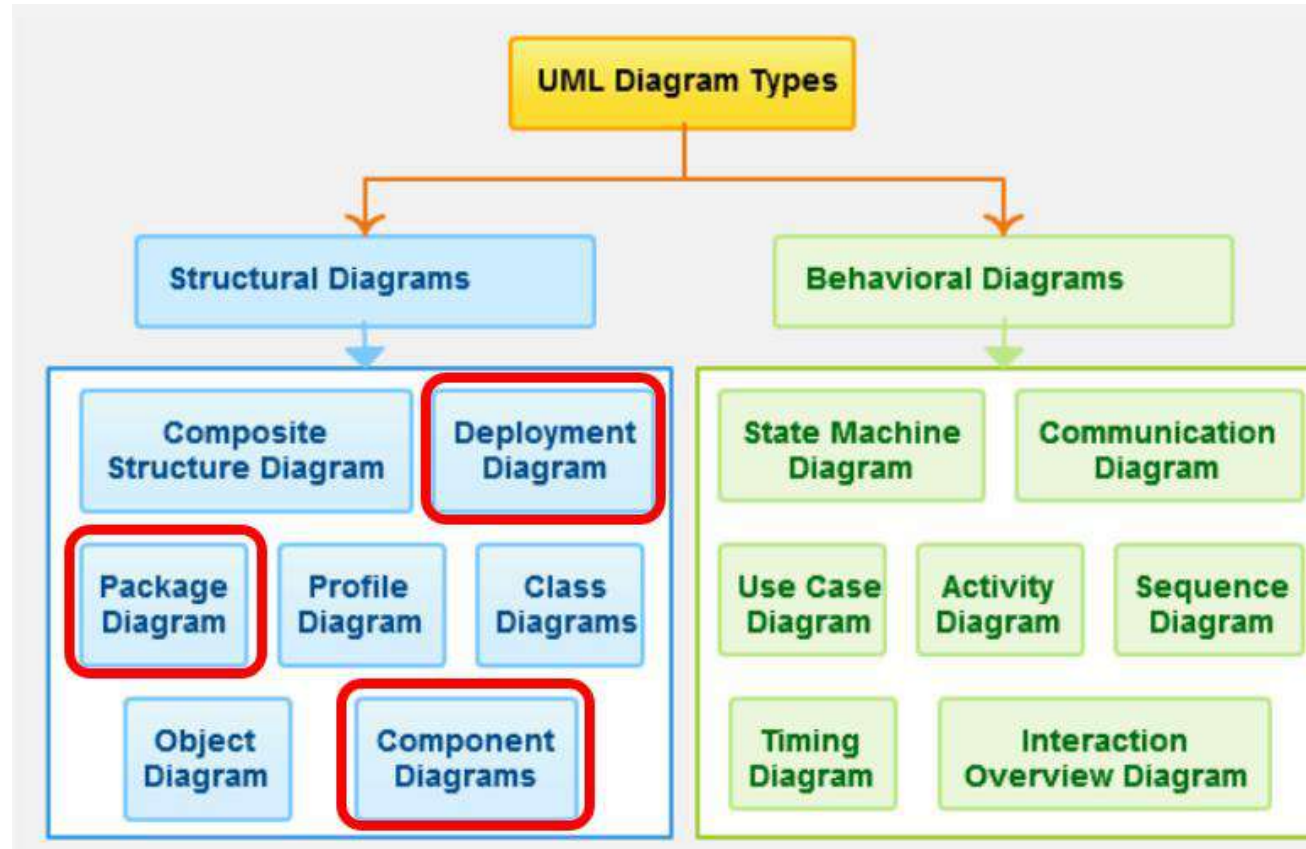 UML Diagram Types
Structural Diagrams
Behavioral Diagrams
Composite
Structure Diagram
Deployment
Diagram
Package
Diagram
Profile
Diagram
Class
Diagrams
Object
Diagram
Component
Diagrams
State Machine
Diagram
Communication
Diagram
Use Case
Diagram
Activity
Diagram
Sequence
Diagram
Timing
Diagram
Interaction
Overview Diagram